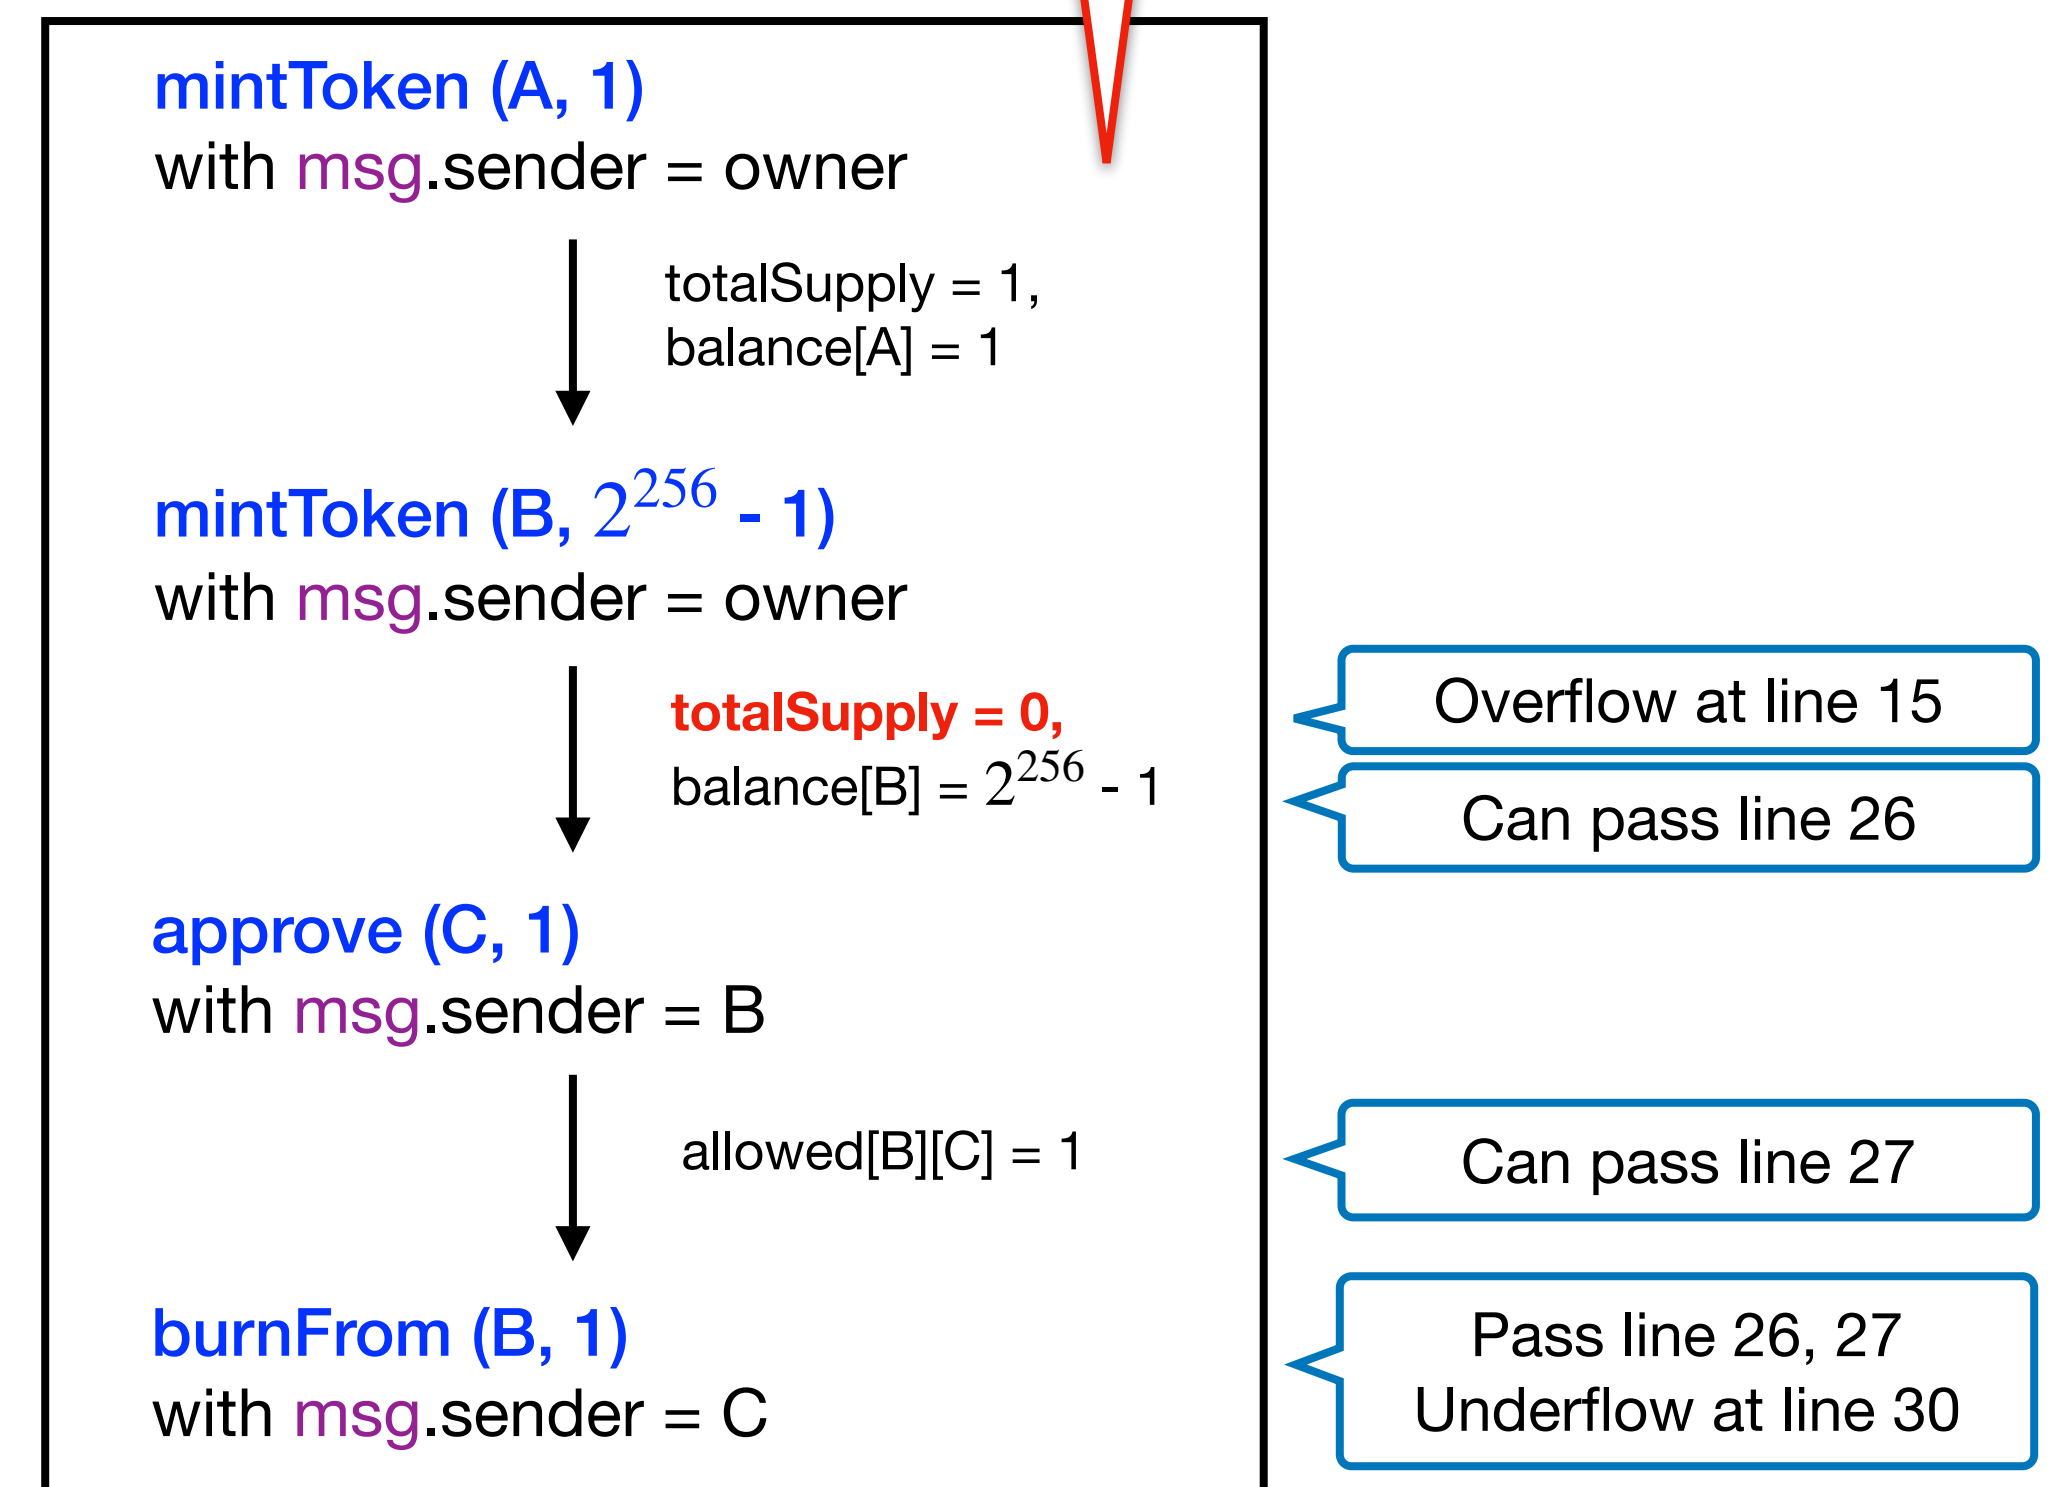 mintToken (A, 1)
with msg.sender = owner
totalSupply = 1,
balance[A] = 1
mintToken (B, 2^256 - 1)
with msg.sender = owner
totalSupply = 0,
balance[B] = 2^256 - 1
Overflow at line 15
Can pass line 26
approve (C, 1)
with msg.sender = B
allowed[B][C] = 1
Can pass line 27
burnFrom (B, 1)
with msg.sender = C
Pass line 26, 27
Underflow at line 30